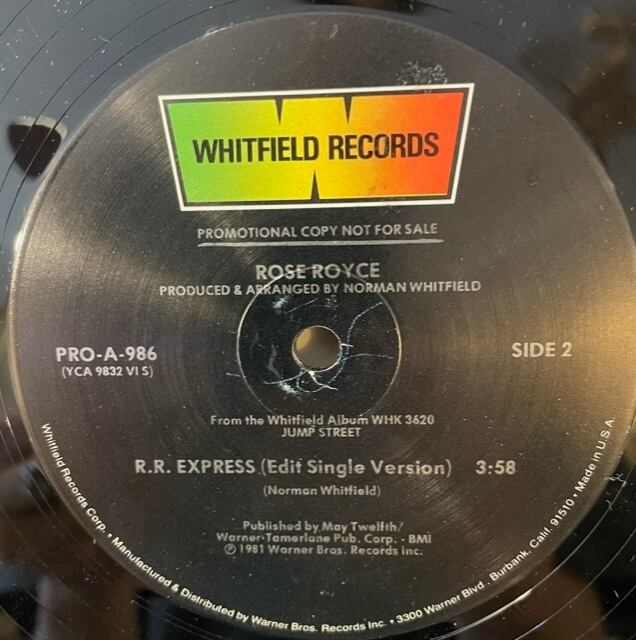 WHITFIELD RECORDS
PROMOTIONAL COPY NOT FOR SALE
ROSE ROYCE
PRODUCED & ARRANGED BY NORMAN WHITFIELD
PRO-A-986
(YCA 9832 VI S)
SIDE 2
From the Whitfield Album WHK 3620
JUMP STREET
R.R. EXPRESS (Edit Single Version) 3:58
(Norman Whitfield)
Published by May Twelfth/
Warner-Tamerlane Pub. Corp. - BMI
℗ 1981 Warner Bros. Records Inc.
Whitfield Records Corp. • Manufactured & Distributed by Warner Bros. Records Inc. • 3300 Warner Blvd. Burbank, Calif. 91510 • Made in U.S.A.